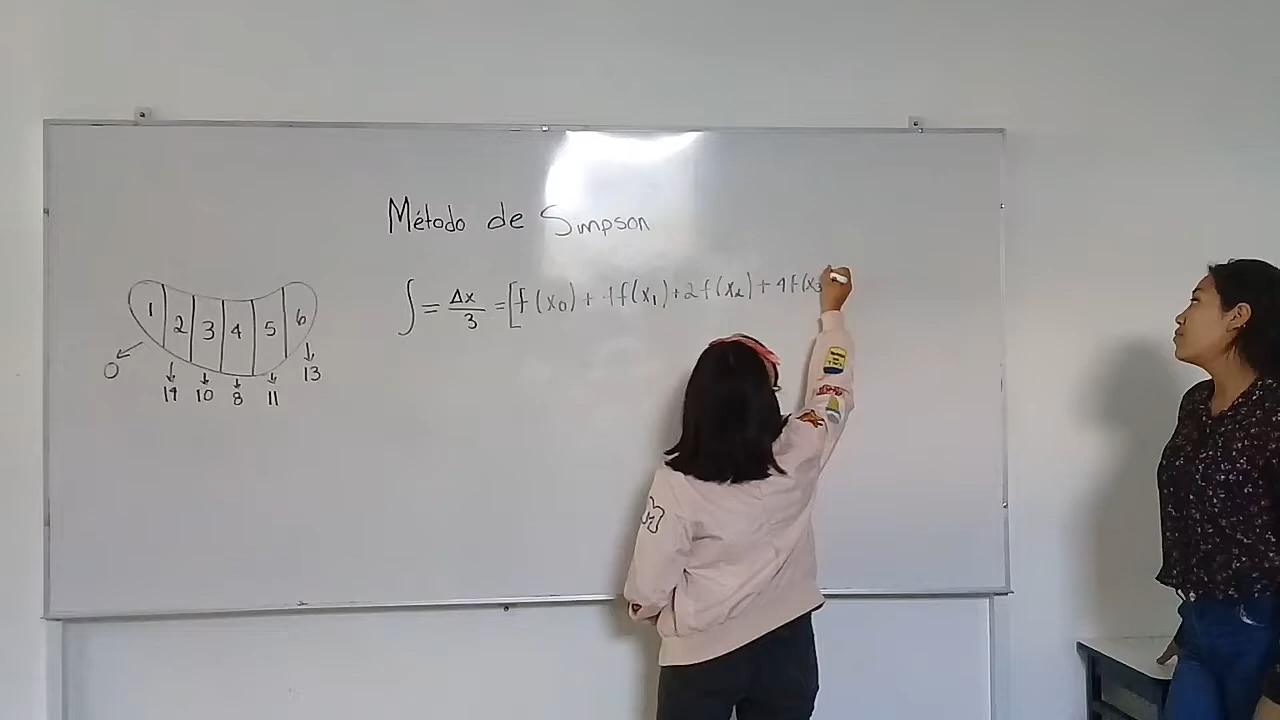 Método de Simpson
∫ = Δx/3 = [f(x₀) + 4f(x₁) + 2f(x₂) + 4f(x₃
1 2 3 4 5 6
0 14 10 8 11 13